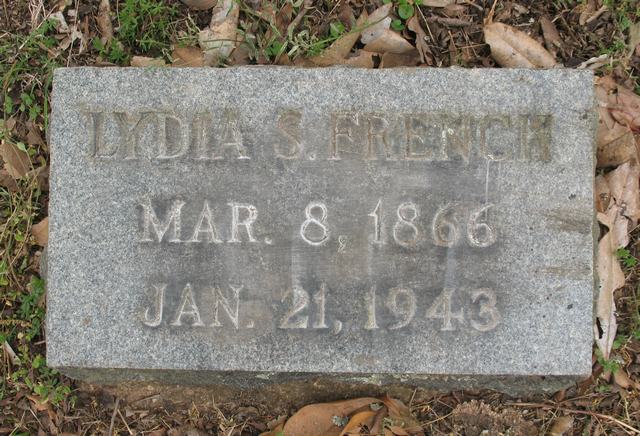 LYDIA S. FRENCH
MAR. 8, 1866
JAN. 21, 1943